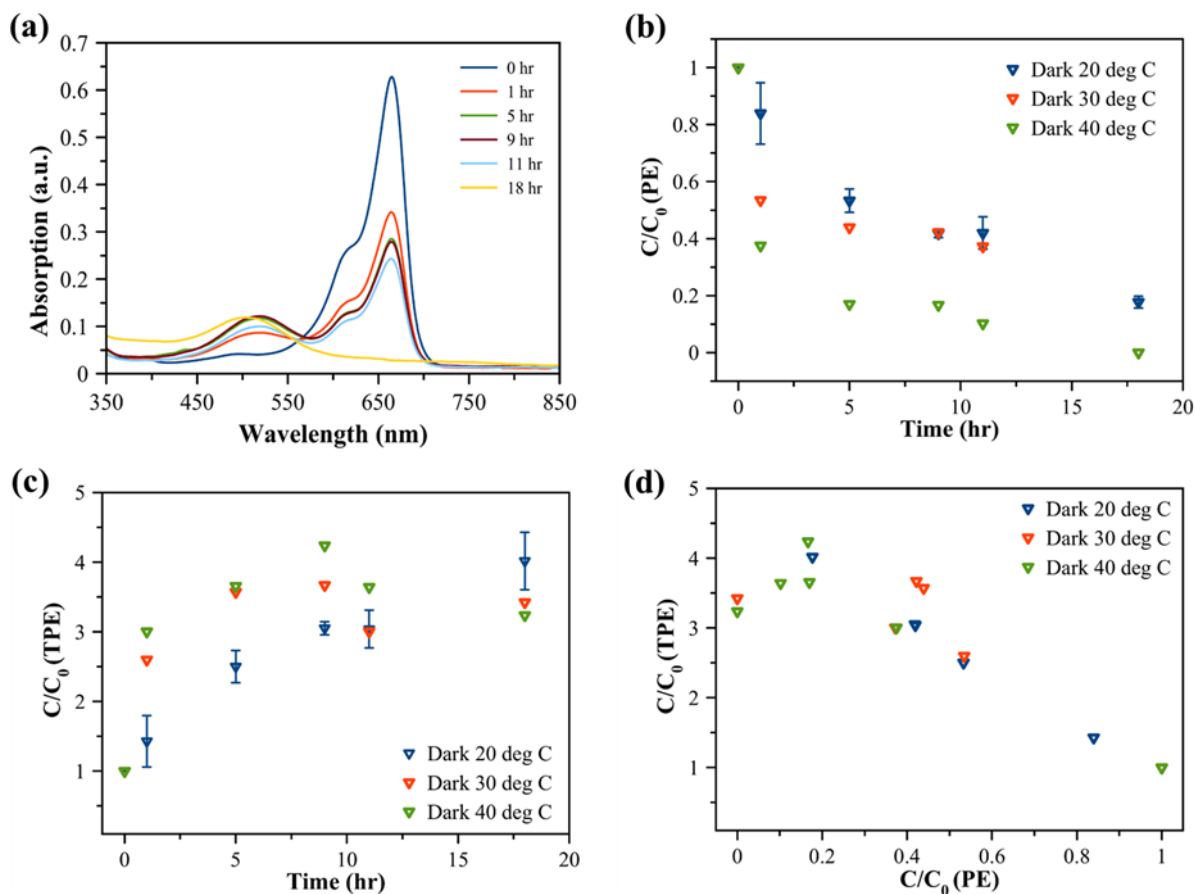 (a)
0.7
0.6
0.5
0.4
0.3
0.2
0.1
0
350 450 550 650 750 850
Absorption (a.u.)
Wavelength (nm)
0 hr
1 hr
5 hr
9 hr
11 hr
18 hr
(b)
1
0.8
0.6
0.4
0.2
0
0 5 10 15 20
C/C0 (PE)
Time (hr)
Dark 20 deg C
Dark 30 deg C
Dark 40 deg C
(c)
5
4
3
2
1
0 5 10 15 20
C/C0 (TPE)
Time (hr)
Dark 20 deg C
Dark 30 deg C
Dark 40 deg C
(d)
5
4
3
2
1
0 0.2 0.4 0.6 0.8 1
C/C0 (TPE)
C/C0 (PE)
Dark 20 deg C
Dark 30 deg C
Dark 40 deg C